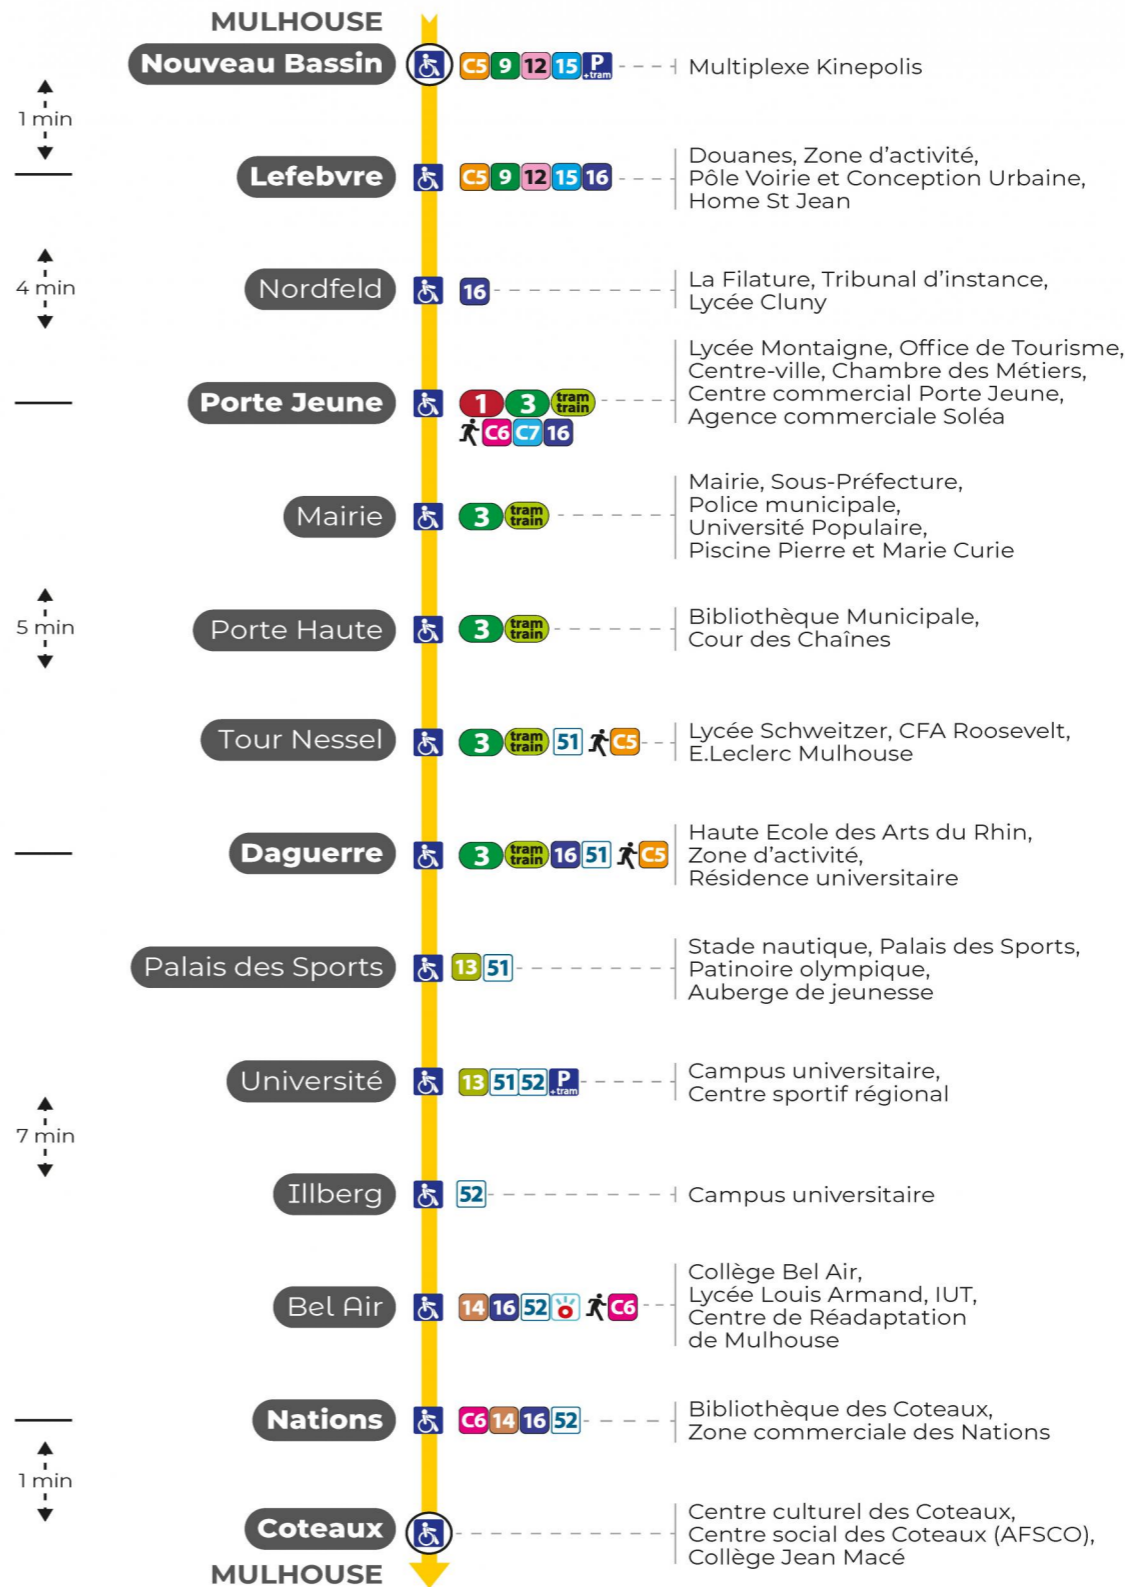 MULHOUSE
Nouveau Bassin C5 9 12 15 P +tram Multiplexe Kinepolis
1 min
Lefebvre C5 9 12 15 16 Douanes, Zone d'activité,
Pôle Voirie et Conception Urbaine,
Home St Jean
4 min
Nordfeld 16 La Filature, Tribunal d'instance,
Lycée Cluny
Porte Jeune 1 3 tram train Lycée Montaigne, Office de Tourisme,
Centre-ville, Chambre des Métiers,
Centre commercial Porte Jeune,
C6 C7 16 Agence commerciale Soléa
Mairie 3 tram train Mairie, Sous-Préfecture,
Police municipale,
Université Populaire,
Piscine Pierre et Marie Curie
5 min
Porte Haute 3 tram train Bibliothèque Municipale,
Cour des Chaînes
Tour Nessel 3 tram train 51 C5 Lycée Schweitzer, CFA Roosevelt,
E.Leclerc Mulhouse
Daguerre 3 tram train 16 51 C5 Haute Ecole des Arts du Rhin,
Zone d'activité,
Résidence universitaire
Palais des Sports 13 51 Stade nautique, Palais des Sports,
Patinoire olympique,
Auberge de jeunesse
Université 13 51 52 P +tram Campus universitaire,
Centre sportif régional
7 min
Illberg 52 Campus universitaire
Bel Air 14 16 52 C6 Collège Bel Air,
Lycée Louis Armand, IUT,
Centre de Réadaptation
de Mulhouse
Nations C6 14 16 52 Bibliothèque des Coteaux,
Zone commerciale des Nations
1 min
Coteaux Centre culturel des Coteaux,
Centre social des Coteaux (AFSCO),
Collège Jean Macé
MULHOUSE